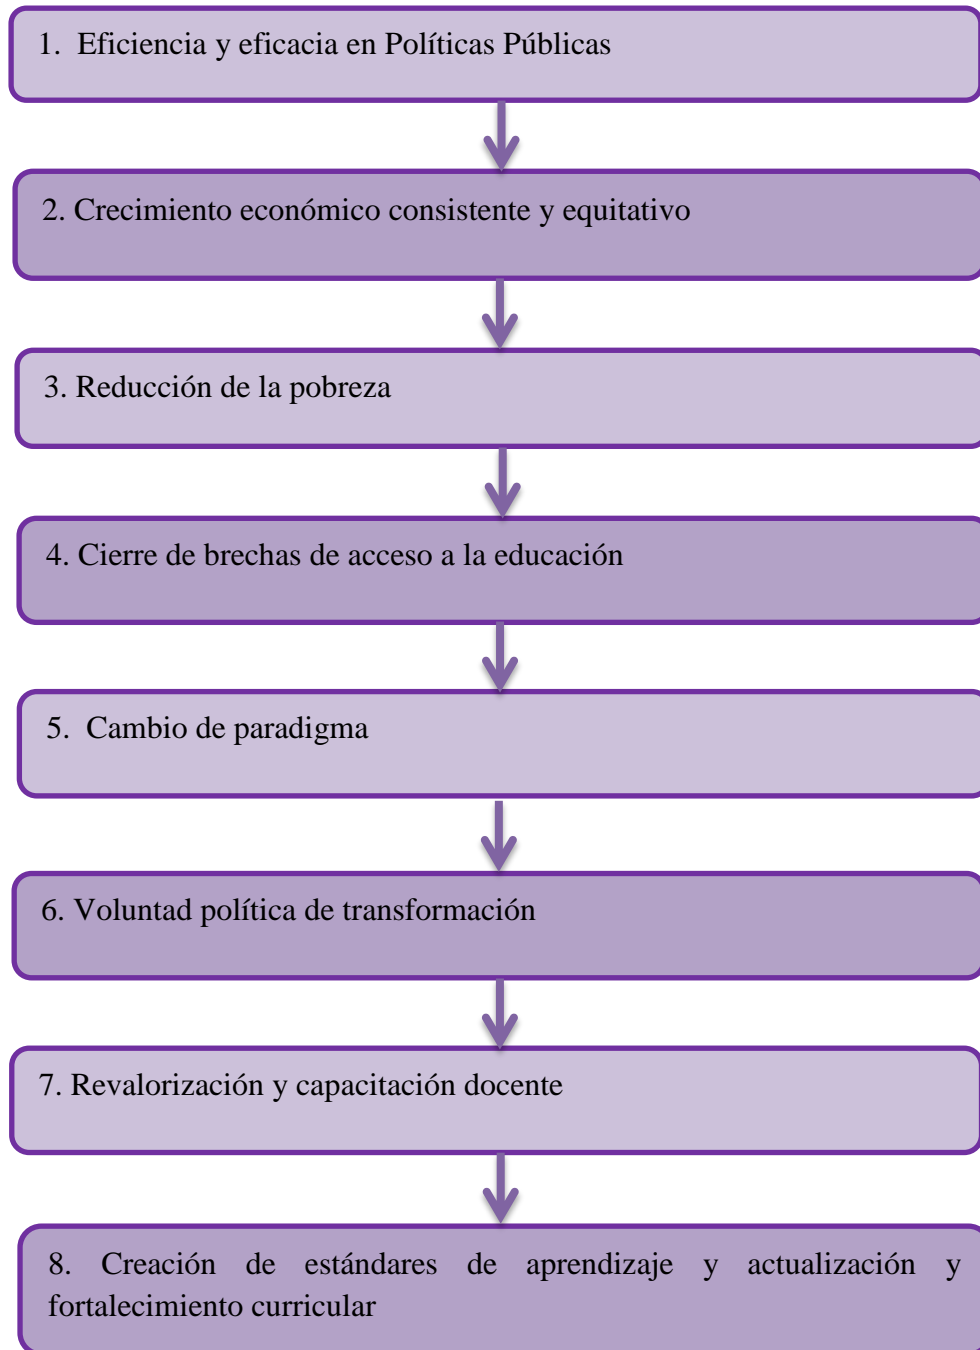 1. Eficiencia y eficacia en Políticas Públicas
2. Crecimiento económico consistente y equitativo
3. Reducción de la pobreza
4. Cierre de brechas de acceso a la educación
5. Cambio de paradigma
6. Voluntad política de transformación
7. Revalorización y capacitación docente
8. Creación de estándares de aprendizaje y actualización y
fortalecimiento curricular